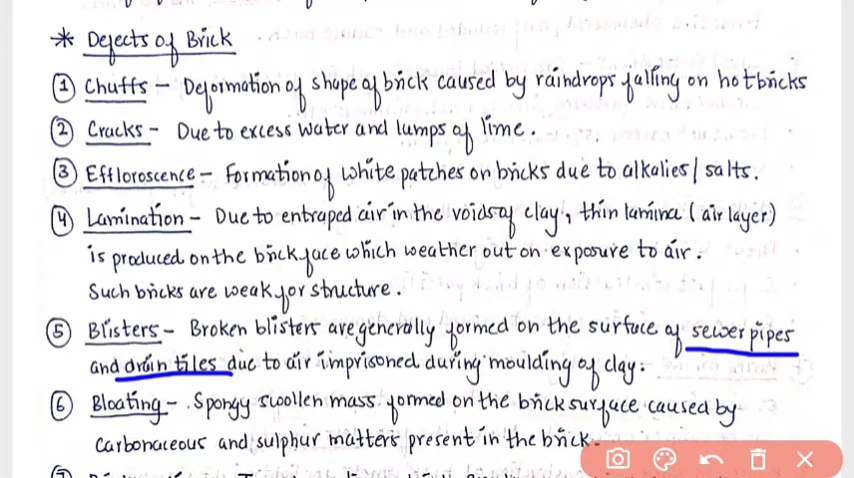 * Defects of Brick
① Chuffs – Deformation of shape of brick caused by raindrops falling on hot bricks
② Cracks - Due to excess water and lumps of lime.
③ Effloroscence – Formation of white patches on bricks due to alkalies / salts.
④ Lamination – Due to entraped air in the voids of clay, thin lamina (air layer)
is produced on the brick face which weather out on exposure to air.
Such bricks are weak for structure.
⑤ Blisters – Broken blisters are generally formed on the surface of sewer pipes
and drain tiles due to air imprisoned during moulding of clay.
⑥ Bloating – Spongy swollen mass formed on the brick surface caused by
carbonaceous and sulphur matters present in the brick.